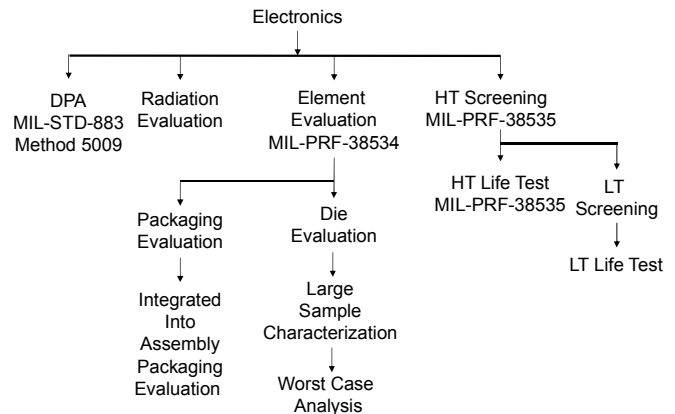 Electronics
DPA
MIL-STD-883
Method 5009
Radiation
Evaluation
Element
Evaluation
MIL-PRF-38534
HT Screening
MIL-PRF-38535
Packaging
Evaluation
Die
Evaluation
HT Life Test
MIL-PRF-38535
LT
Screening
LT Life Test
Integrated
Into
Assembly
Packaging
Evaluation
Large
Sample
Characterization
Worst Case
Analysis